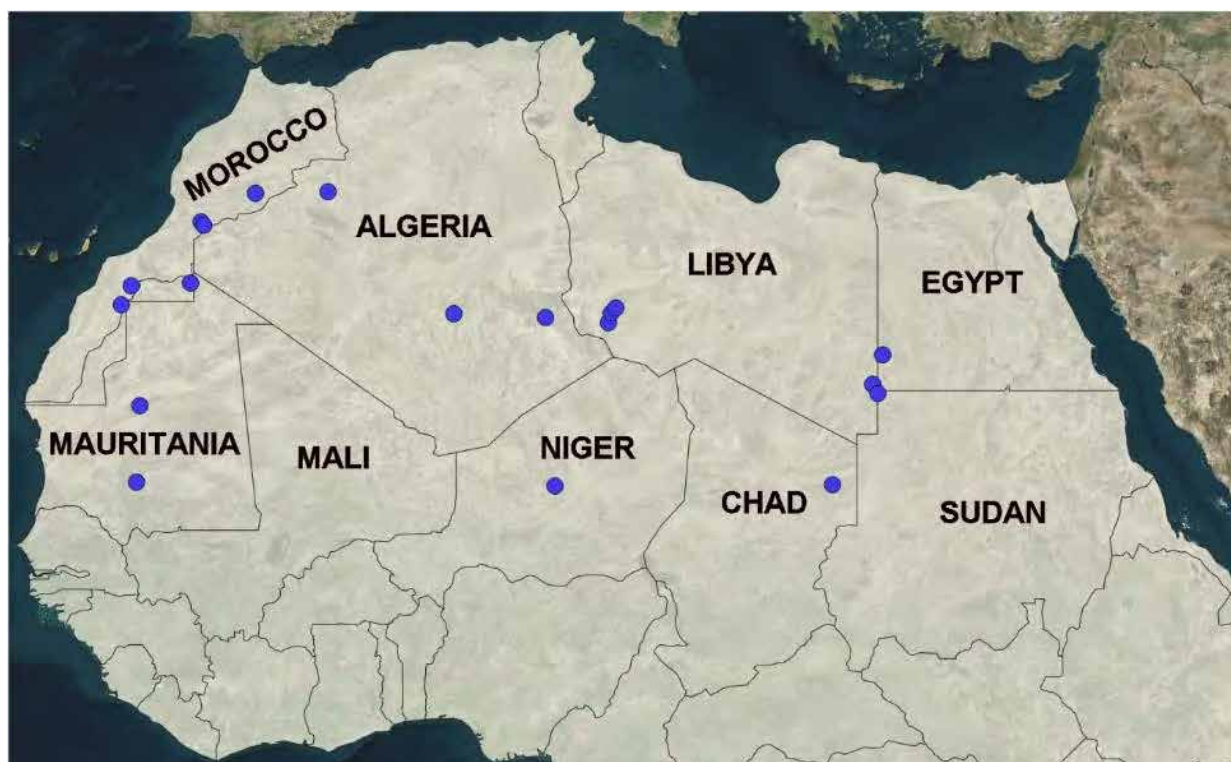 MOROCCO
ALGERIA
LIBYA
EGYPT
MAURITANIA
MALI
NIGER
CHAD
SUDAN